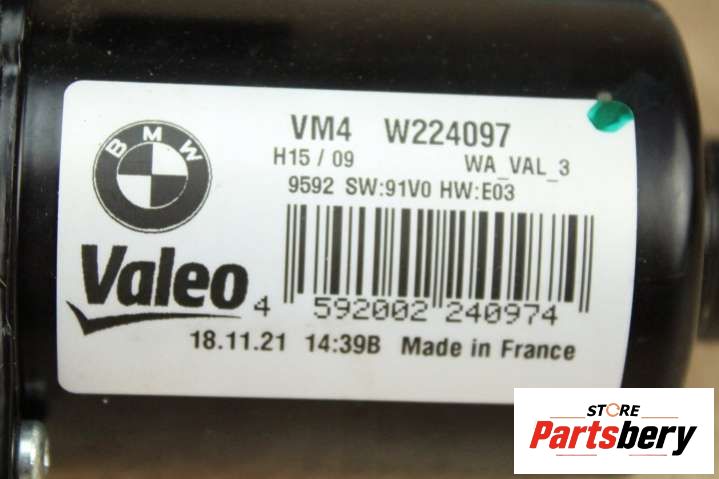 VM4 W224097
H15 / 09 WA_VAL_3
9592 SW:91V0 HW:E03
BMW
Valeo
4 592002 240974
18.11.21 14:39B Made in France
STORE
Partsbery